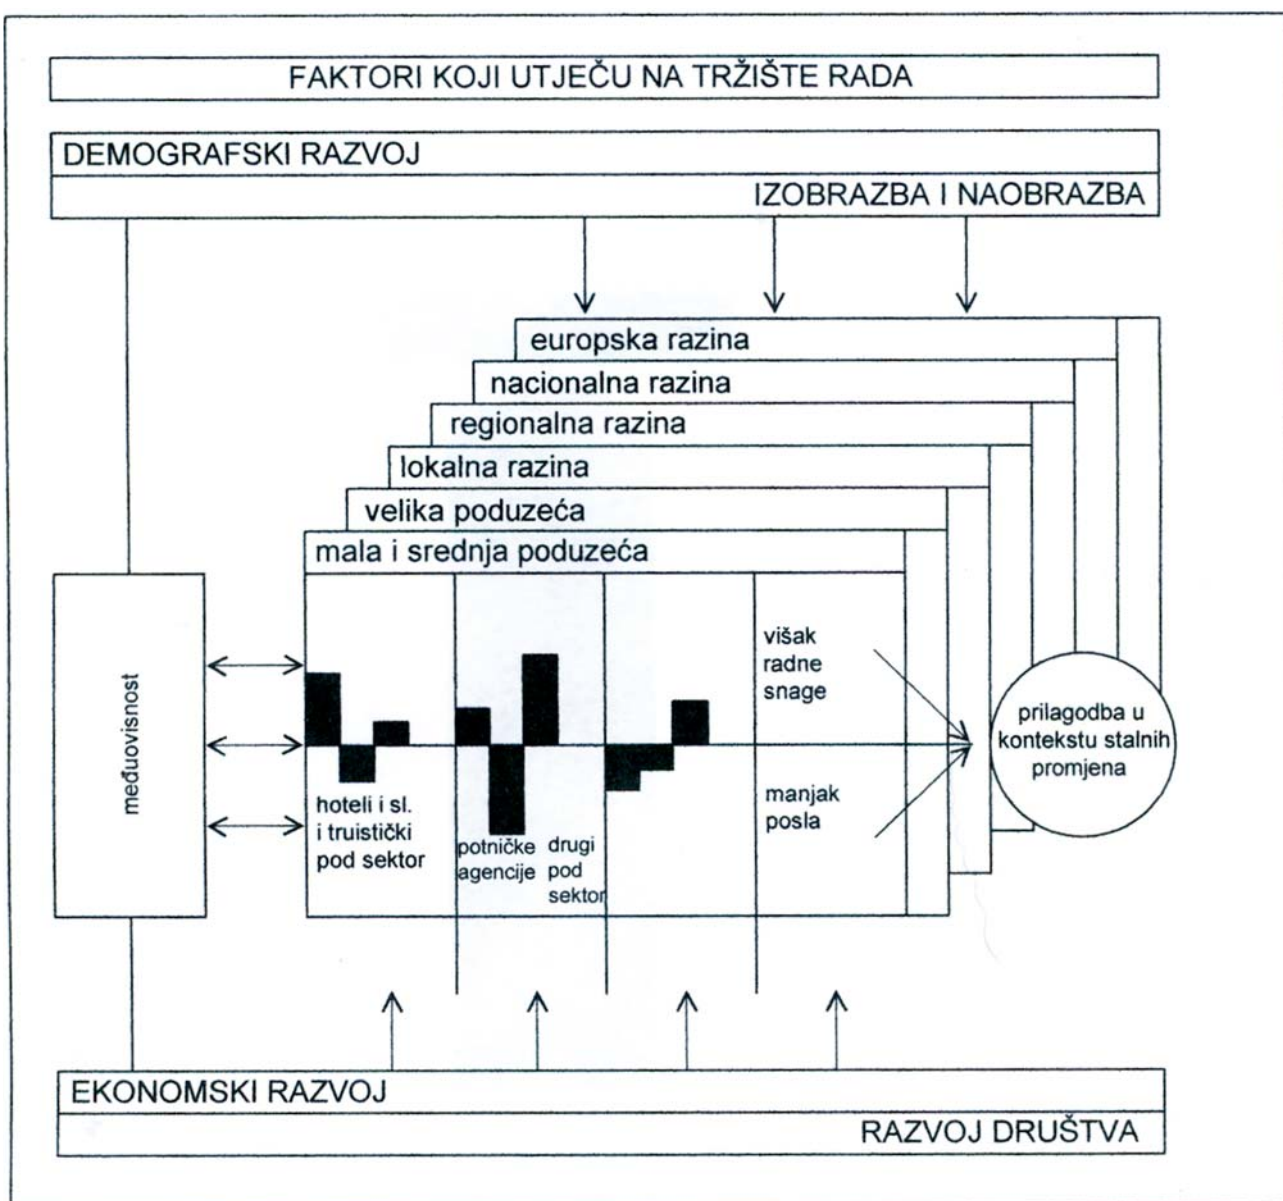 FAKTORI KOJI UTJEČU NA TRŽIŠTE RADA
DEMOGRAFSKI RAZVOJ
IZOBRAZBA I NAOBRAZBA
europska razina
nacionalna razina
regionalna razina
lokalna razina
velika poduzeća
mala i srednja poduzeća
međuovisnost
višak
radne
snage
prilagodba u
kontekstu stalnih
promjena
hoteli i sl.
i truistički
pod sektor
potničke
agencije
drugi
pod
sektor
manjak
posla
EKONOMSKI RAZVOJ
RAZVOJ DRUŠTVA